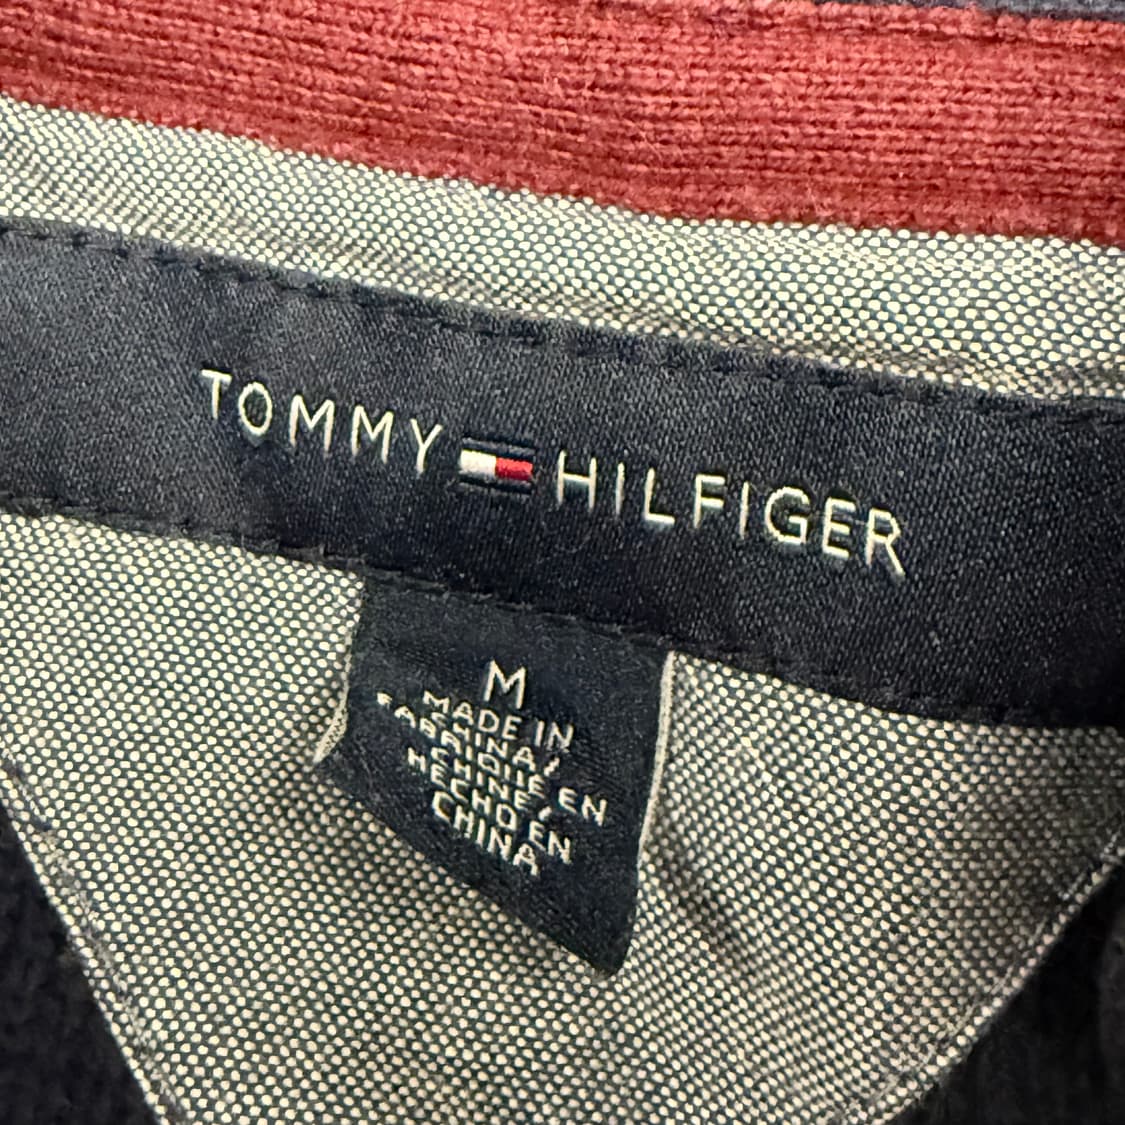 TOMMY HILFIGER
M
MADE IN
CHINA/
FABRIQUÉ EN
CHINE/
HECHO EN
CHINA